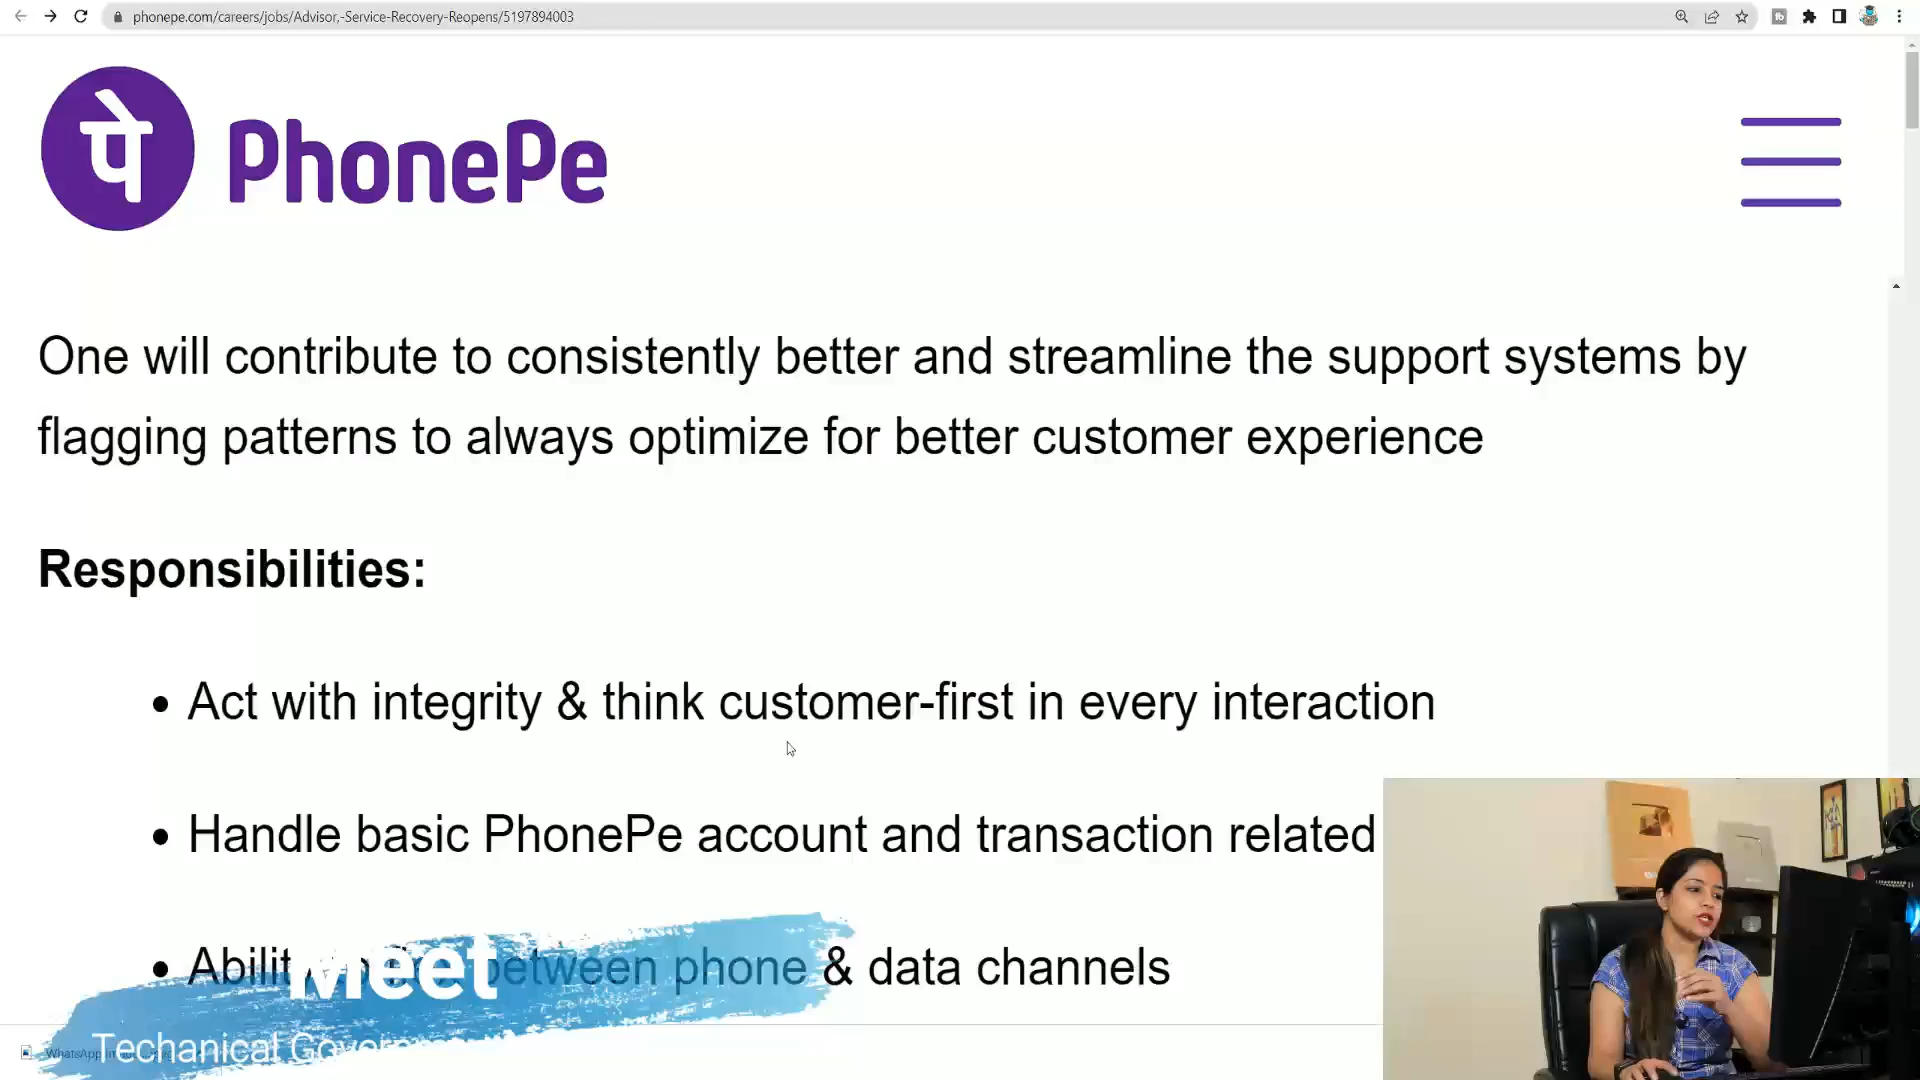 phonepe.com/careers/jobs/Advisor,-Service-Recovery-Reopens/5197894003
पे PhonePe
One will contribute to consistently better and streamline the support systems by
flagging patterns to always optimize for better customer experience
Responsibilities:
• Act with integrity & think customer-first in every interaction
• Handle basic PhonePe account and transaction related
• between phone & data channels
Meet
Techanical
WhatsApp